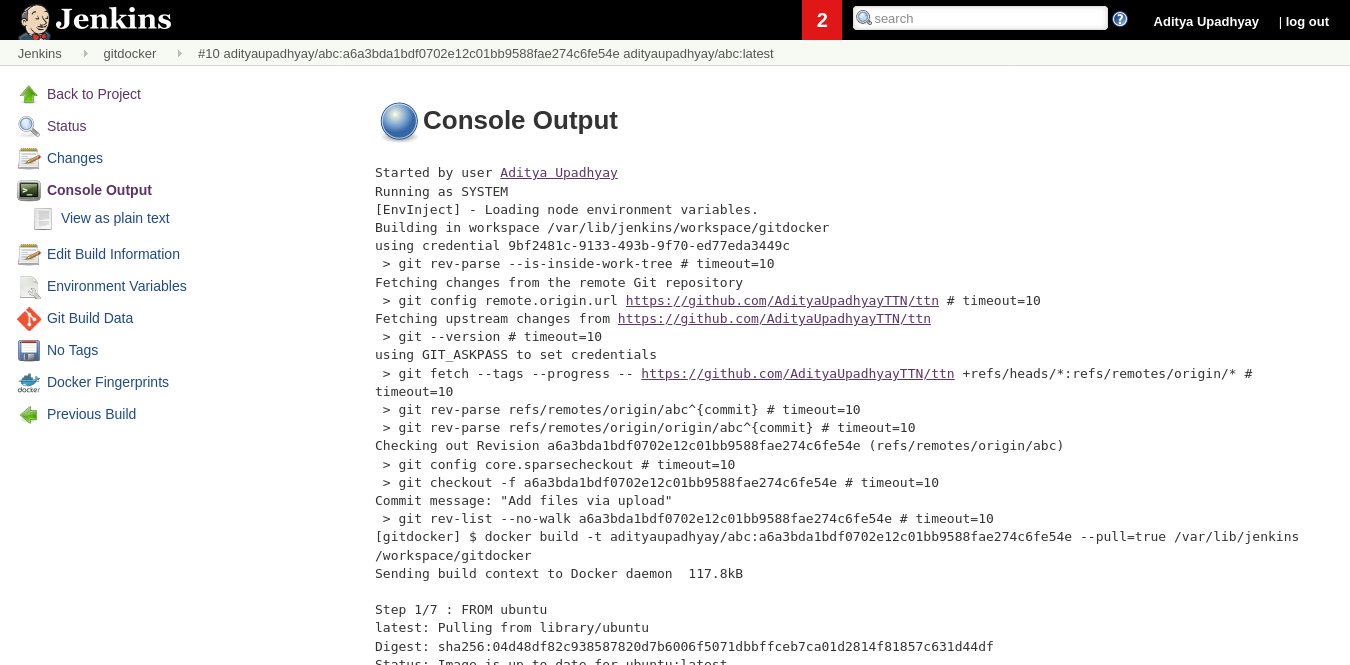 Jenkins
2
search
?
Aditya Upadhyay | log out
Jenkins gitdocker #10 adityaupadhyay/abc:a6a3bda1bdf0702e12c01bb9588fae274c6fe54e adityaupadhyay/abc:latest
Back to Project
Status
Changes
Console Output
View as plain text
Edit Build Information
Environment Variables
Git Build Data
No Tags
docker
Docker Fingerprints
Previous Build
Console Output
Started by user Aditya Upadhyay
Running as SYSTEM
[EnvInject] - Loading node environment variables.
Building in workspace /var/lib/jenkins/workspace/gitdocker
using credential 9bf2481c-9133-493b-9f70-ed77eda3449c
 > git rev-parse --is-inside-work-tree # timeout=10
Fetching changes from the remote Git repository
 > git config remote.origin.url https://github.com/AdityaUpadhyayTTN/ttn # timeout=10
Fetching upstream changes from https://github.com/AdityaUpadhyayTTN/ttn
 > git --version # timeout=10
using GIT_ASKPASS to set credentials
 > git fetch --tags --progress -- https://github.com/AdityaUpadhyayTTN/ttn +refs/heads/*:refs/remotes/origin/* #
timeout=10
 > git rev-parse refs/remotes/origin/abc^{commit} # timeout=10
 > git rev-parse refs/remotes/origin/origin/abc^{commit} # timeout=10
Checking out Revision a6a3bda1bdf0702e12c01bb9588fae274c6fe54e (refs/remotes/origin/abc)
 > git config core.sparsecheckout # timeout=10
 > git checkout -f a6a3bda1bdf0702e12c01bb9588fae274c6fe54e # timeout=10
Commit message: "Add files via upload"
 > git rev-list --no-walk a6a3bda1bdf0702e12c01bb9588fae274c6fe54e # timeout=10
[gitdocker] $ docker build -t adityaupadhyay/abc:a6a3bda1bdf0702e12c01bb9588fae274c6fe54e --pull=true /var/lib/jenkins
/workspace/gitdocker
Sending build context to Docker daemon  117.8kB
Step 1/7 : FROM ubuntu
latest: Pulling from library/ubuntu
Digest: sha256:04d48df82c938587820d7b6006f5071dbbffceb7ca01d2814f81857c631d44df
Status: Image is up to date for ubuntu:latest